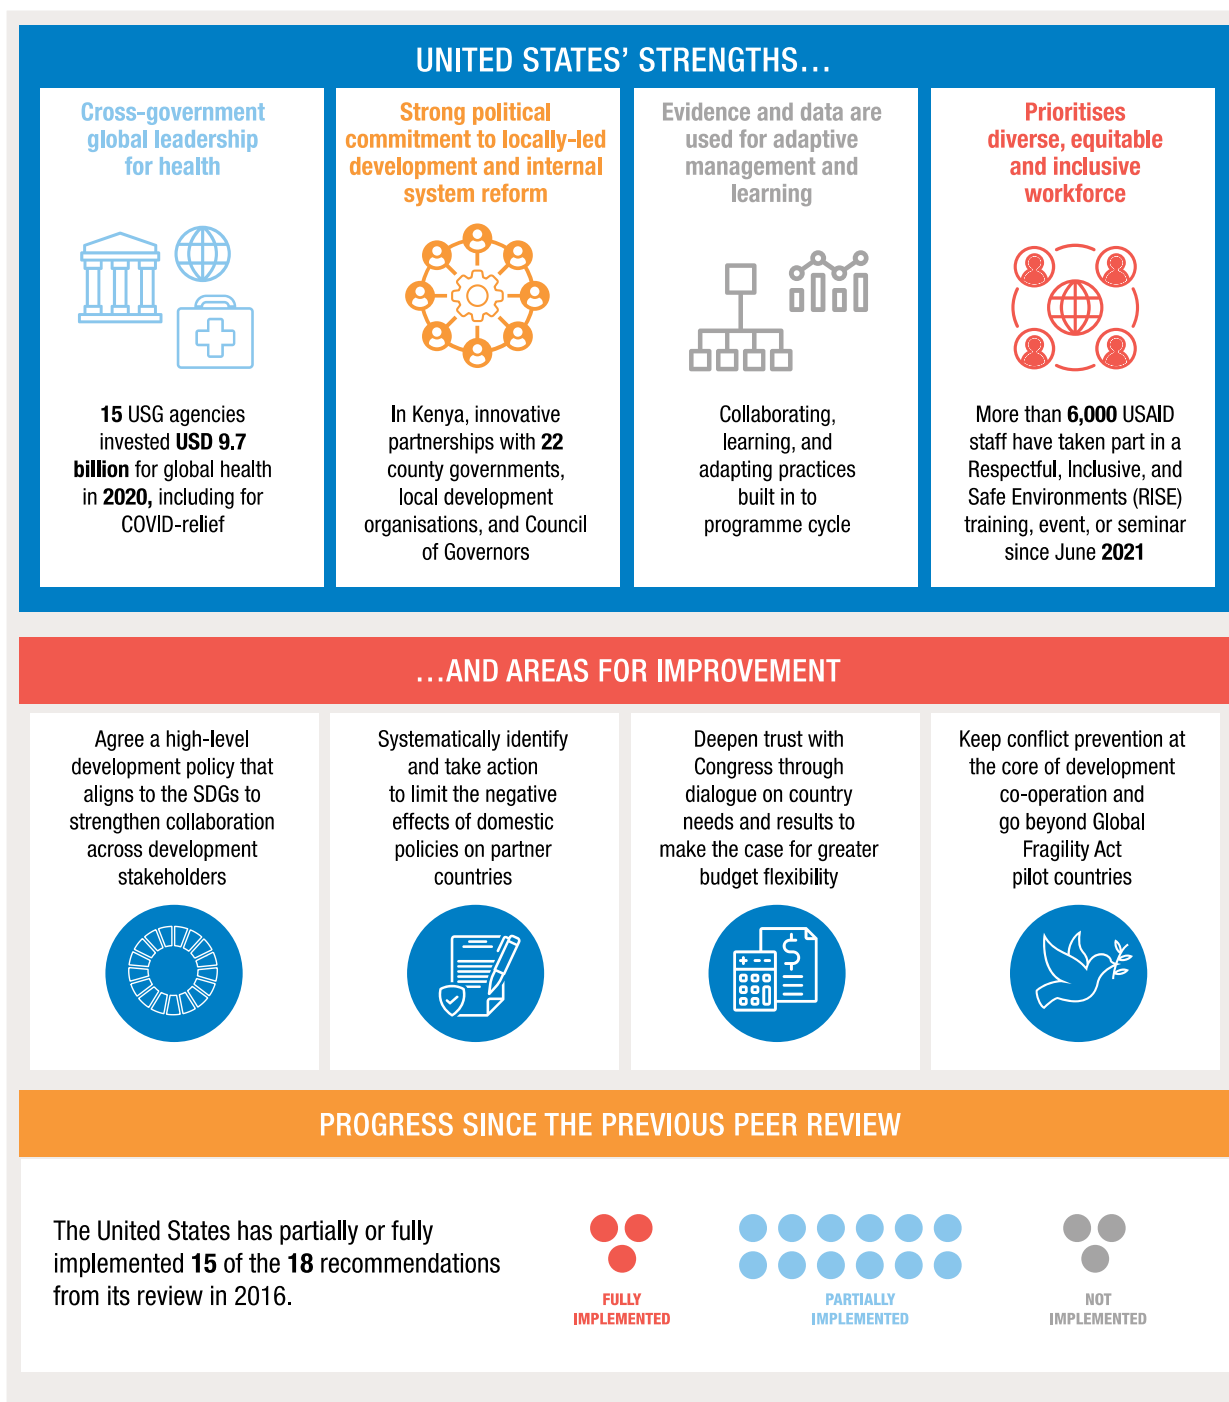 UNITED STATES’ STRENGTHS…
Cross-government
global leadership
for health
15 USG agencies
invested USD 9.7
billion for global health
in 2020, including for
COVID-relief
Strong political
commitment to locally-led
development and internal
system reform
In Kenya, innovative
partnerships with 22
county governments,
local development
organisations, and Council
of Governors
Evidence and data are
used for adaptive
management and
learning
Collaborating,
learning, and
adapting practices
built in to
programme cycle
Prioritises
diverse, equitable
and inclusive
workforce
More than 6,000 USAID
staff have taken part in a
Respectful, Inclusive, and
Safe Environments (RISE)
training, event, or seminar
since June 2021
…AND AREAS FOR IMPROVEMENT
Agree a high-level
development policy that
aligns to the SDGs to
strengthen collaboration
across development
stakeholders
Systematically identify
and take action
to limit the negative
effects of domestic
policies on partner
countries
Deepen trust with
Congress through
dialogue on country
needs and results to
make the case for greater
budget flexibility
Keep conflict prevention at
the core of development
co-operation and
go beyond Global
Fragility Act
pilot countries
PROGRESS SINCE THE PREVIOUS PEER REVIEW
The United States has partially or fully
implemented 15 of the 18 recommendations
from its review in 2016.
FULLY
IMPLEMENTED
PARTIALLY
IMPLEMENTED
NOT
IMPLEMENTED